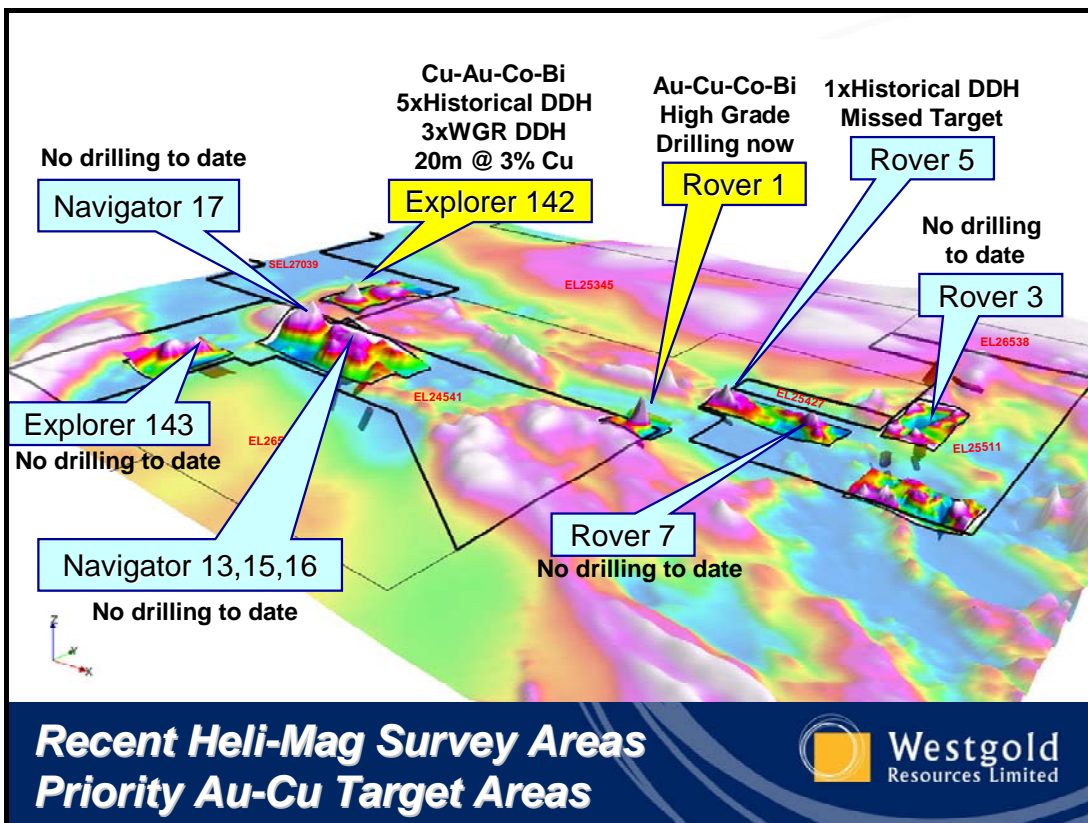 Cu-Au-Co-Bi
5xHistorical DDH
3xWGR DDH
20m @ 3% Cu
Explorer 142
Au-Cu-Co-Bi
High Grade
Drilling now
Rover 1
1xHistorical DDH
Missed Target
Rover 5
No drilling to date
Navigator 17
No drilling
to date
Rover 3
SEL27039
EL25345
EL26538
EL24541
EL25427
EL25511
Explorer 143
No drilling to date
Navigator 13,15,16
No drilling to date
Rover 7
No drilling to date
Z
Y
X
Recent Heli-Mag Survey Areas
Priority Au-Cu Target Areas
Westgold
Resources Limited